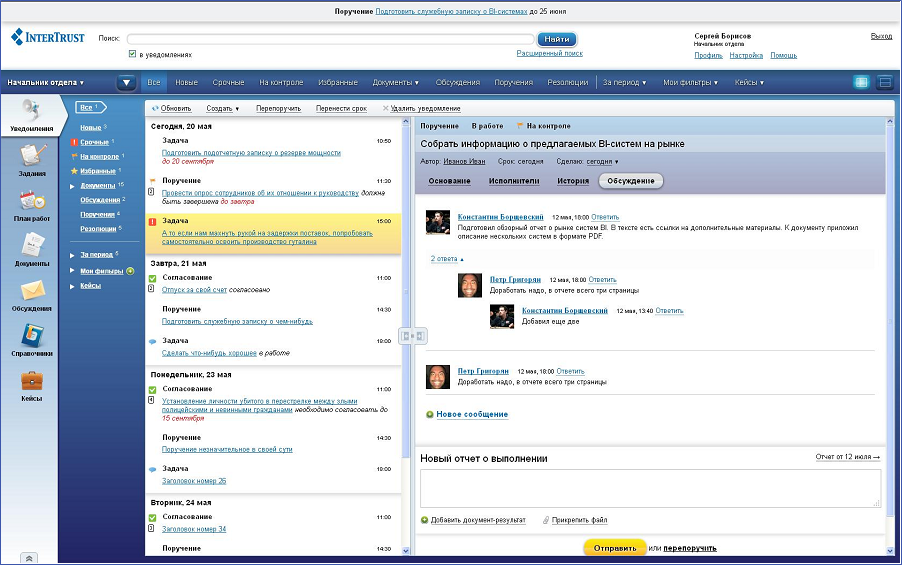 Поручение Подготовить служебную записку о BI-системах до 25 июня
INTERTRUST
Поиск:
Найти
в уведомлениях
Расширенный поиск
Сергей Борисов
Начальник отдела
Профиль Настройка Помощь
Выход
Начальник отдела
Все Новые Срочные На контроле Избранные Документы Обсуждения Поручения Резолюции За период Мои фильтры Кейсы
Уведомления
Задания
План работ
Документы
Обсуждения
Справочники
Кейсы
Все 1
Новые 3
Срочные 1
На контроле 1
Избранные 1
Документы 15
Обсуждения 2
Поручения 4
Резолюции 6
За период 5
Мои фильтры
Кейсы
Обновить Создать Перепоручить Перенести срок Удалить уведомление
Сегодня, 20 мая
Задача 10:50
Подготовить подотчетную записку о резерве мощности
до 20 сентября
Поручение 11:30
2 Провести опрос сотрудников об их отношении к руководству должна
быть завершена до завтра
Задача 15:00
А то если нам махнуть рукой на задержки поставок, попробовать
самостоятельно освоить производство гуталина
Завтра, 21 мая
Согласование 11:00
2 Отпуск за свой счет согласовано
Поручение 14:30
Подготовить служебную записку о чем-нибудь
Задача 19:00
Сделать что-нибудь хорошее в работе
Понедельник, 23 мая
Согласование 11:00
4 Установление личности убитого в перестрелке между злыми
полицейскими и невинными гражданами необходимо согласовать до
15 сентября
Поручение 14:30
Поручение незначительное в своей сути
Задача 19:00
Заголовок номер 26
Вторник, 24 мая
Согласование 11:00
3 Заголовок номер 34
Поручение 14:30
Поручение В работе На контроле
Собрать информацию о предлагаемых BI-систем на рынке
Автор: Иванов Иван Срок: сегодня Сделаю: сегодня
Основание Исполнители История Обсуждение
Константин Борщевский 12 мая, 18:00 Ответить
Подготовил обзорный отчет о рынке систем BI. В тексте есть ссылки на дополнительные материалы. К документу приложил
описание нескольких систем в формате PDF.
2 ответа
Петр Григорян 12 мая, 18:00 Ответить
Доработать надо, в отчете всего три страницы
Константин Борщевский 12 мая, 13:40 Ответить
Добавил еще две
Петр Григорян 12 мая, 18:00 Ответить
Доработать надо, в отчете всего три страницы
Новое сообщение
Новый отчет о выполнении
Отчет от 12 июля →
Добавить документ-результат Прикрепить файл
Отправить или перепоручить